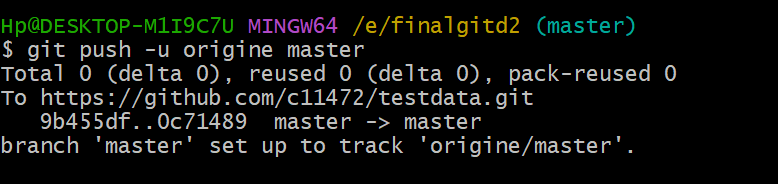 Hp@DESKTOP-M1I9C7U MINGW64 /e/finalgitd2 (master)
$ git push -u origine master
Total 0 (delta 0), reused 0 (delta 0), pack-reused 0
To https://github.com/c11472/testdata.git
   9b455df..0c71489  master -> master
branch 'master' set up to track 'origine/master'.